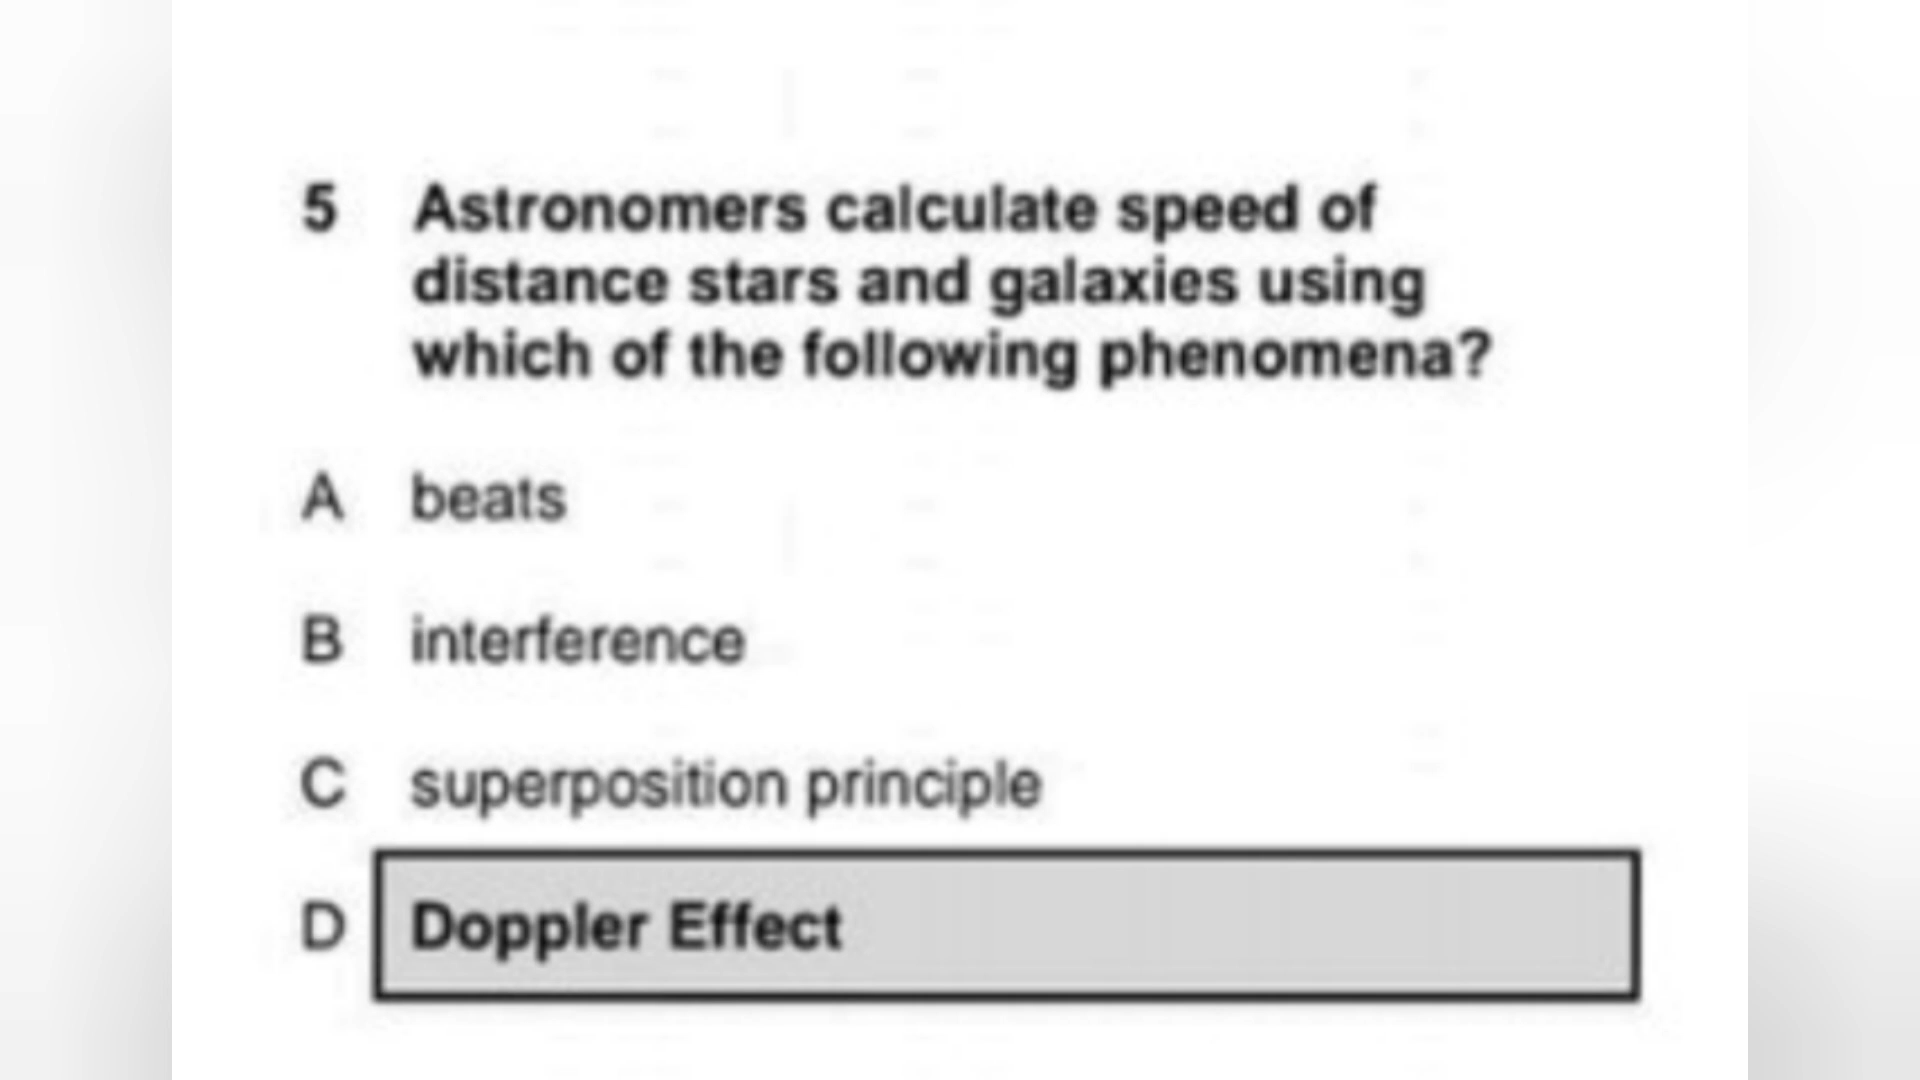 5 Astronomers calculate speed of
distance stars and galaxies using
which of the following phenomena?
A beats
B interference
C superposition principle
D Doppler Effect